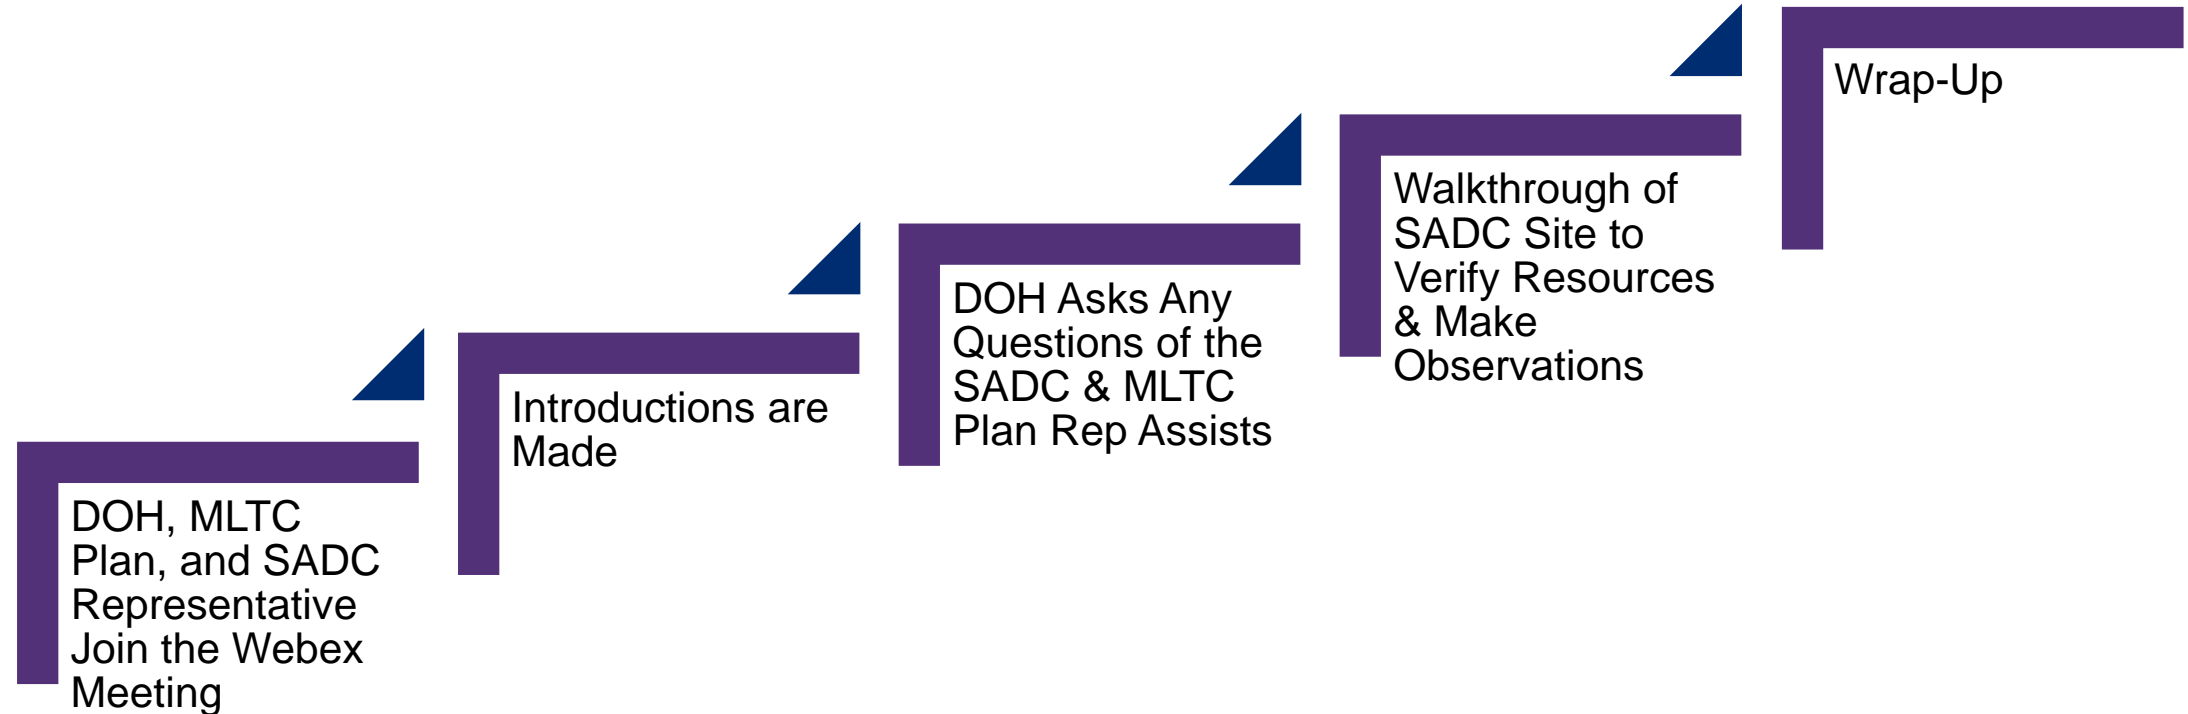 DOH, MLTC
Plan, and SADC
Representative
Join the Webex
Meeting
Introductions are
Made
DOH Asks Any
Questions of the
SADC & MLTC
Plan Rep Assists
Walkthrough of
SADC Site to
Verify Resources
& Make
Observations
Wrap-Up